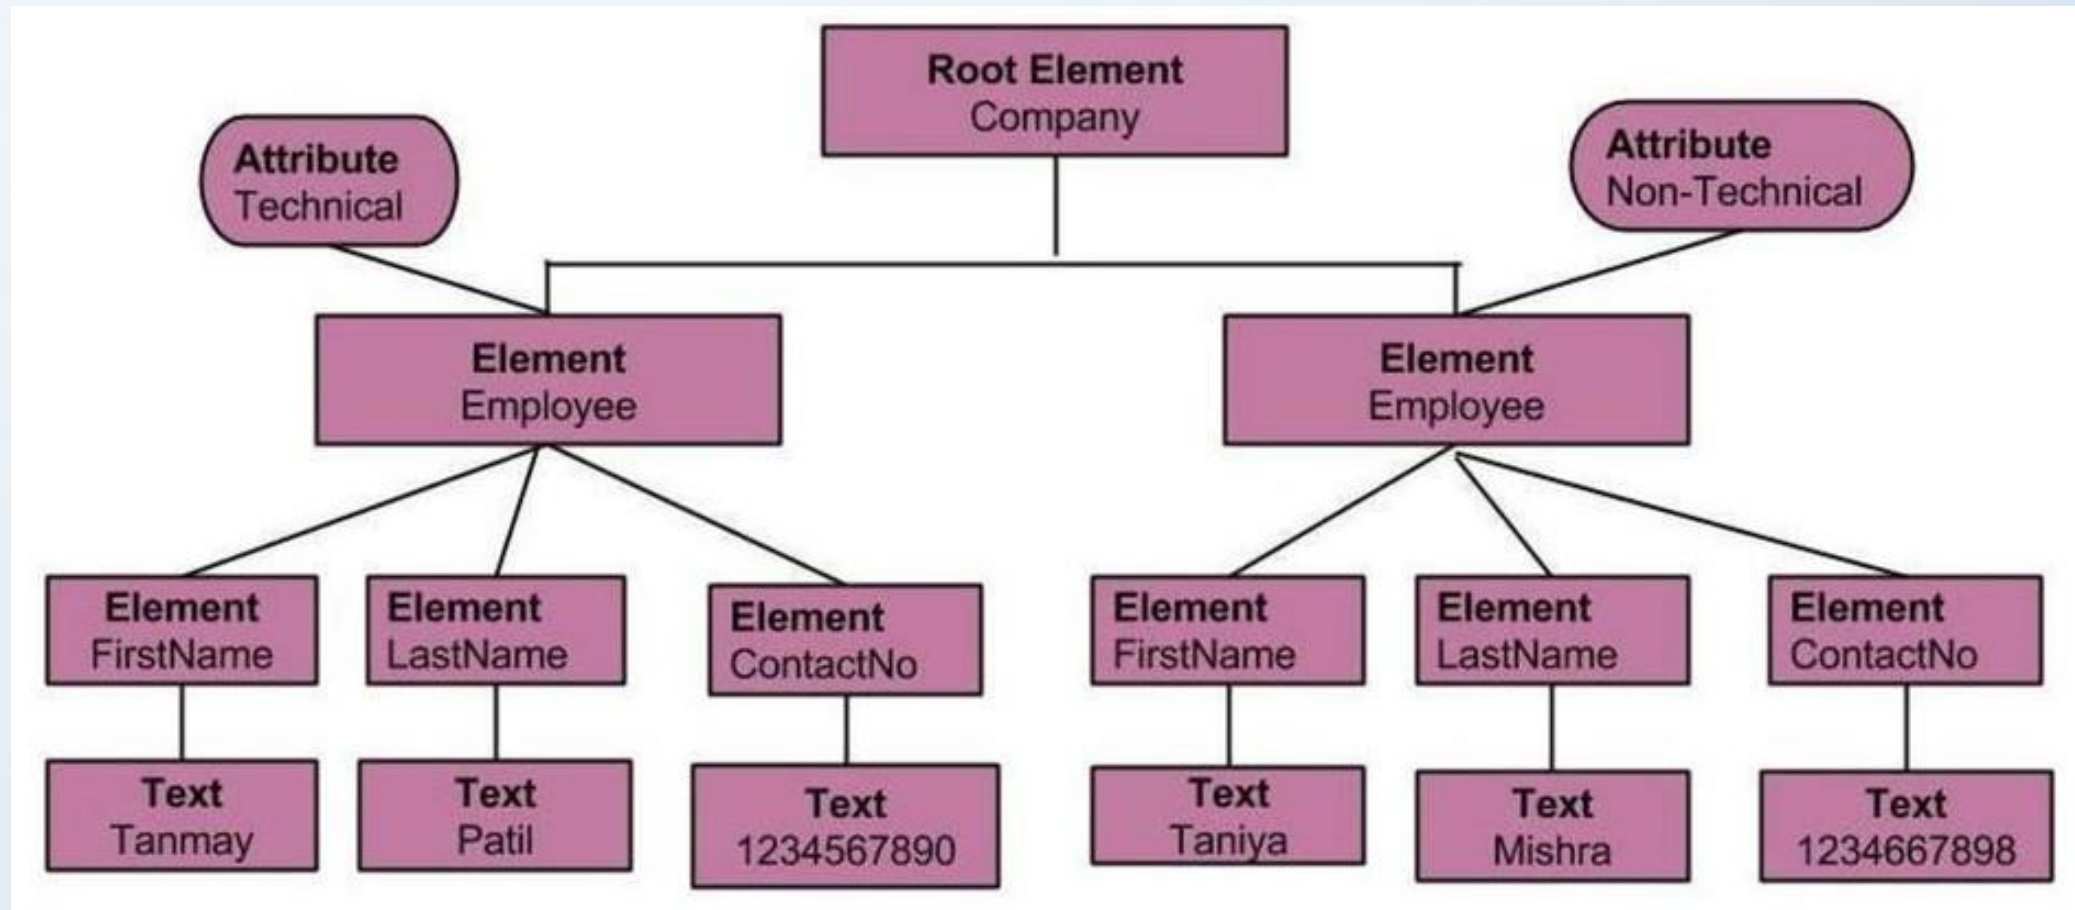 Root Element
Company
Attribute
Technical
Attribute
Non-Technical
Element
Employee
Element
Employee
Element
FirstName
Element
LastName
Element
ContactNo
Element
FirstName
Element
LastName
Element
ContactNo
Text
Tanmay
Text
Patil
Text
1234567890
Text
Taniya
Text
Mishra
Text
1234667898